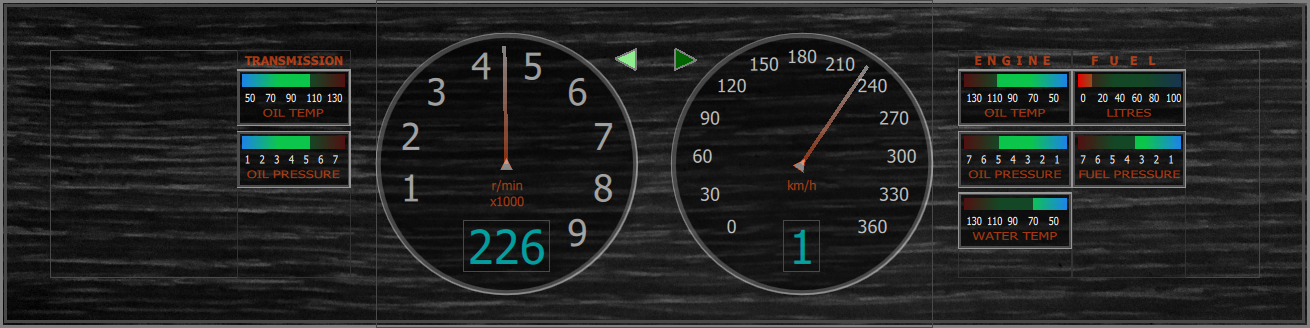 TRANSMISSION
50 70 90 110 130
OIL TEMP
1 2 3 4 5 6 7
OIL PRESSURE
1 2 3 4 5 6 7 8 9
r/min
x1000
226
0 30 60 90 120 150 180 210 240 270 300 330 360
km/h
1
ENGINE
130 110 90 70 50
OIL TEMP
7 6 5 4 3 2 1
OIL PRESSURE
130 110 90 70 50
WATER TEMP
FUEL
0 20 40 60 80 100
LITRES
7 6 5 4 3 2 1
FUEL PRESSURE